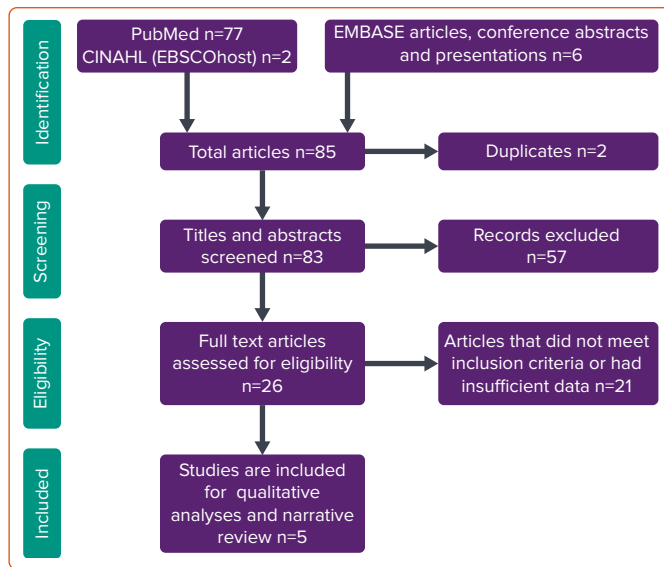 Identification
PubMed n=77
CINAHL (EBSCOhost) n=2
EMBASE articles, conference abstracts
and presentations n=6
Total articles n=85
Duplicates n=2
Screening
Titles and abstracts
screened n=83
Records excluded
n=57
Eligibility
Full text articles
assessed for eligibility
n=26
Articles that did not meet
inclusion criteria or had
insufficient data n=21
Included
Studies are included
for qualitative
analyses and narrative
review n=5